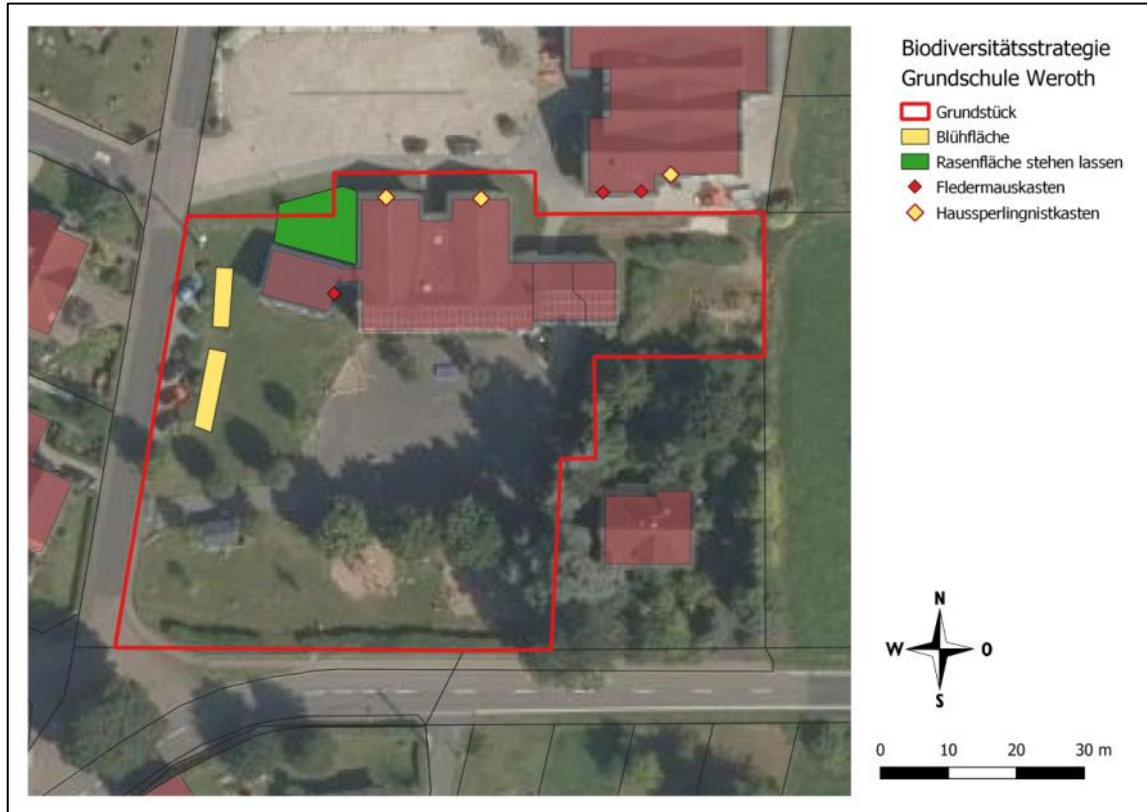 Biodiversitätsstrategie
Grundschule Weroth
Grundstück
Blühfläche
Rasenfläche stehen lassen
Fledermauskasten
Haussperlingnistkasten
N
W O
S
0 10 20 30 m